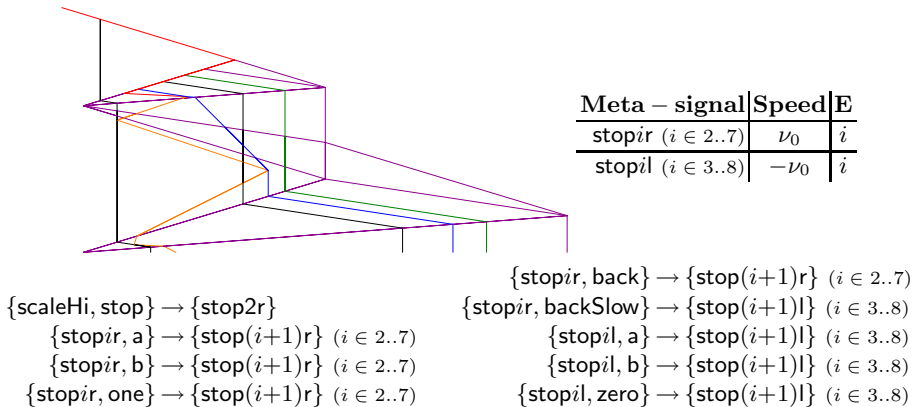 Meta − signal Speed E
stopir (i ∈ 2..7) ν₀ i
stopil (i ∈ 3..8) −ν₀ i
{stopir, back} → {stop(i+1)r} (i ∈ 2..7)
{scaleHi, stop} → {stop2r} {stopir, backSlow} → {stop(i+1)l} (i ∈ 3..8)
{stopir, a} → {stop(i+1)r} (i ∈ 2..7) {stopil, a} → {stop(i+1)l} (i ∈ 3..8)
{stopir, b} → {stop(i+1)r} (i ∈ 2..7) {stopil, b} → {stop(i+1)l} (i ∈ 3..8)
{stopir, one} → {stop(i+1)r} (i ∈ 2..7) {stopil, zero} → {stop(i+1)l} (i ∈ 3..8)